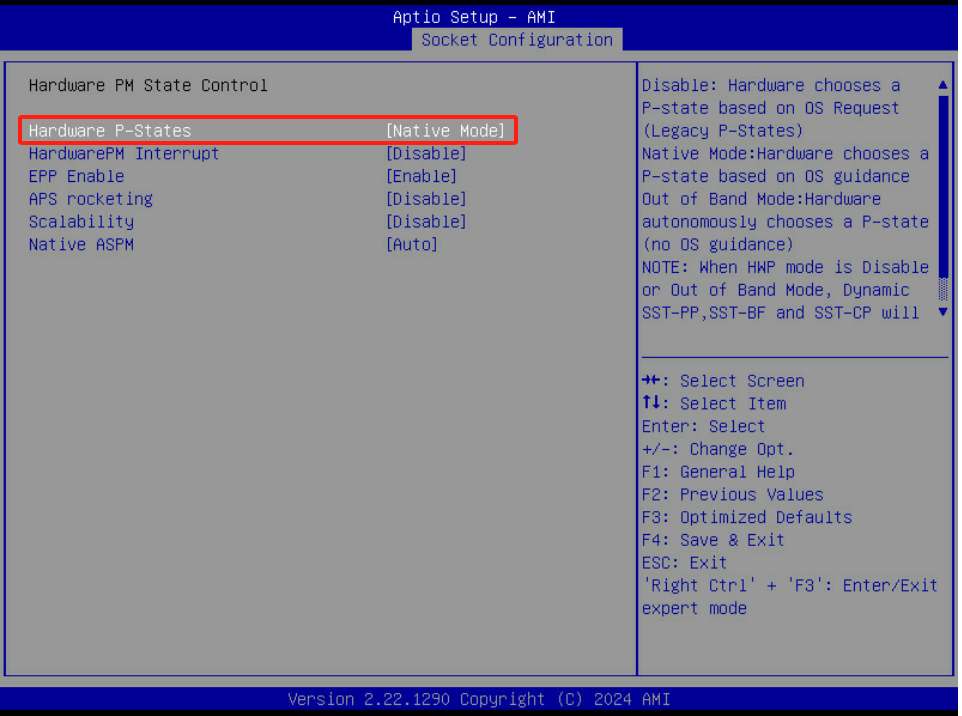 Aptio Setup – AMI
Socket Configuration
Hardware PM State Control
Hardware P-States [Native Mode]
HardwarePM Interrupt [Disable]
EPP Enable [Enable]
APS rocketing [Disable]
Scalability [Disable]
Native ASPM [Auto]
Disable: Hardware chooses a
P-state based on OS Request
(Legacy P-States)
Native Mode:Hardware chooses a
P-state based on OS guidance
Out of Band Mode:Hardware
autonomously chooses a P-state
(no OS guidance)
NOTE: When HWP mode is Disable
or Out of Band Mode, Dynamic
SST-PP,SST-BF and SST-CP will
→←: Select Screen
↑↓: Select Item
Enter: Select
+/-: Change Opt.
F1: General Help
F2: Previous Values
F3: Optimized Defaults
F4: Save & Exit
ESC: Exit
'Right Ctrl' + 'F3': Enter/Exit
expert mode
Version 2.22.1290 Copyright (C) 2024 AMI